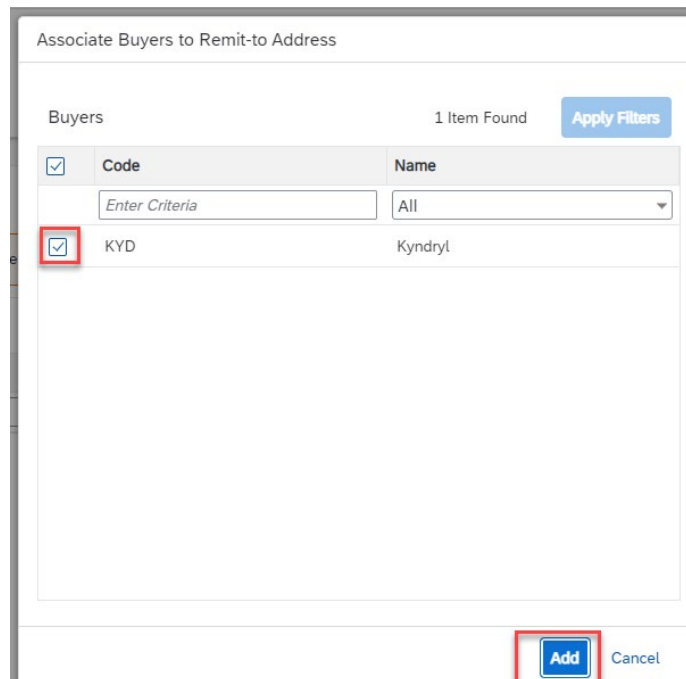 Associate Buyers to Remit-to Address
Buyers 1 Item Found Apply Filters
Code Name
Enter Criteria All
KYD Kyndryl
Add Cancel